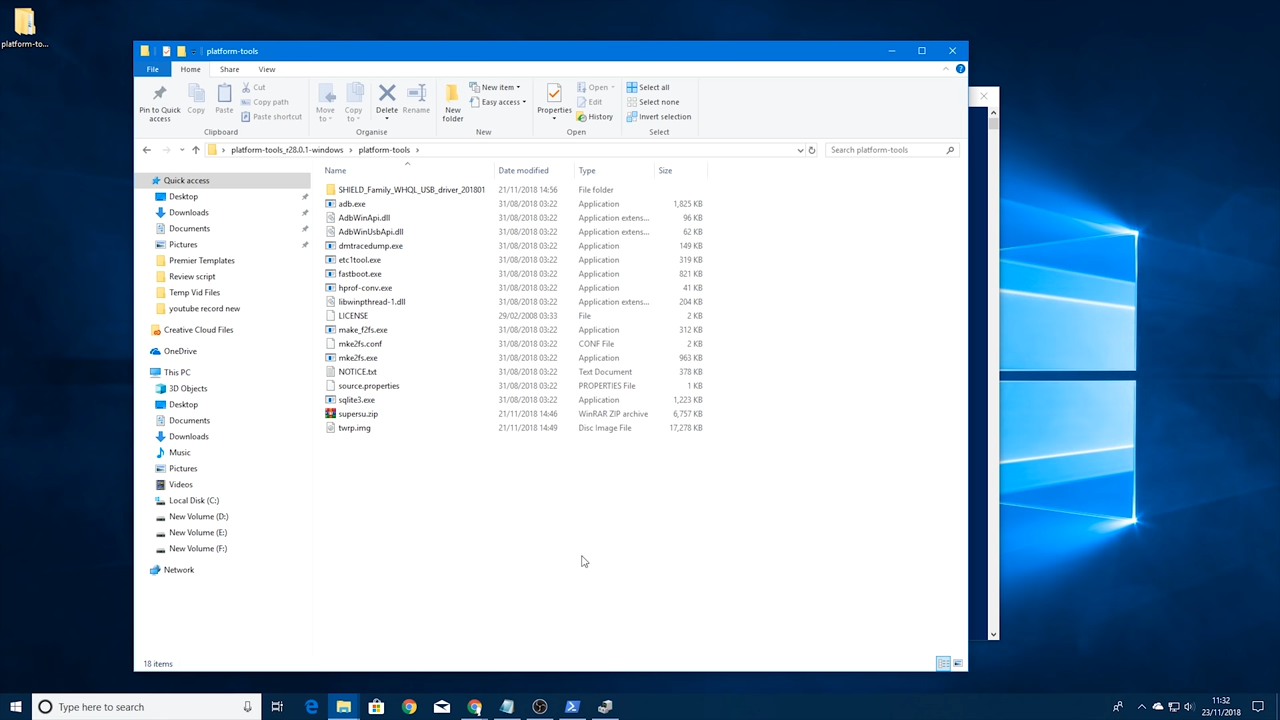 platform-to...
platform-tools
File Home Share View
Pin to Quick access
Copy
Paste
Cut
Copy path
Paste shortcut
Clipboard
Move to
Copy to
Delete
Rename
Organise
New folder
New item
Easy access
New
Properties
Open
Edit
History
Open
Select all
Select none
Invert selection
Select
platform-tools_r28.0.1-windows platform-tools
Search platform-tools
Name Date modified Type Size
SHIELD_Family_WHQL_USB_driver_201801 21/11/2018 14:56 File folder
adb.exe 31/08/2018 03:22 Application 1,825 KB
AdbWinApi.dll 31/08/2018 03:22 Application extens... 96 KB
AdbWinUsbApi.dll 31/08/2018 03:22 Application extens... 62 KB
dmtracedump.exe 31/08/2018 03:22 Application 149 KB
etc1tool.exe 31/08/2018 03:22 Application 319 KB
fastboot.exe 31/08/2018 03:22 Application 821 KB
hprof-conv.exe 31/08/2018 03:22 Application 41 KB
libwinpthread-1.dll 31/08/2018 03:22 Application extens... 204 KB
LICENSE 29/02/2008 03:33 File 2 KB
make_f2fs.exe 31/08/2018 03:22 Application 312 KB
mke2fs.conf 31/08/2018 03:22 CONF File 2 KB
mke2fs.exe 31/08/2018 03:22 Application 963 KB
NOTICE.txt 31/08/2018 03:22 Text Document 378 KB
source.properties 31/08/2018 03:22 PROPERTIES File 1 KB
sqlite3.exe 31/08/2018 03:22 Application 1,223 KB
supersu.zip 21/11/2018 14:46 WinRAR ZIP archive 6,757 KB
twrp.img 21/11/2018 14:49 Disc Image File 17,278 KB
Quick access
Desktop
Downloads
Documents
Pictures
Premier Templates
Review script
Temp Vid Files
youtube record new
Creative Cloud Files
OneDrive
This PC
3D Objects
Desktop
Documents
Downloads
Music
Pictures
Videos
Local Disk (C:)
New Volume (D:)
New Volume (E:)
New Volume (F:)
Network
18 items
Type here to search
11:32
23/11/2018